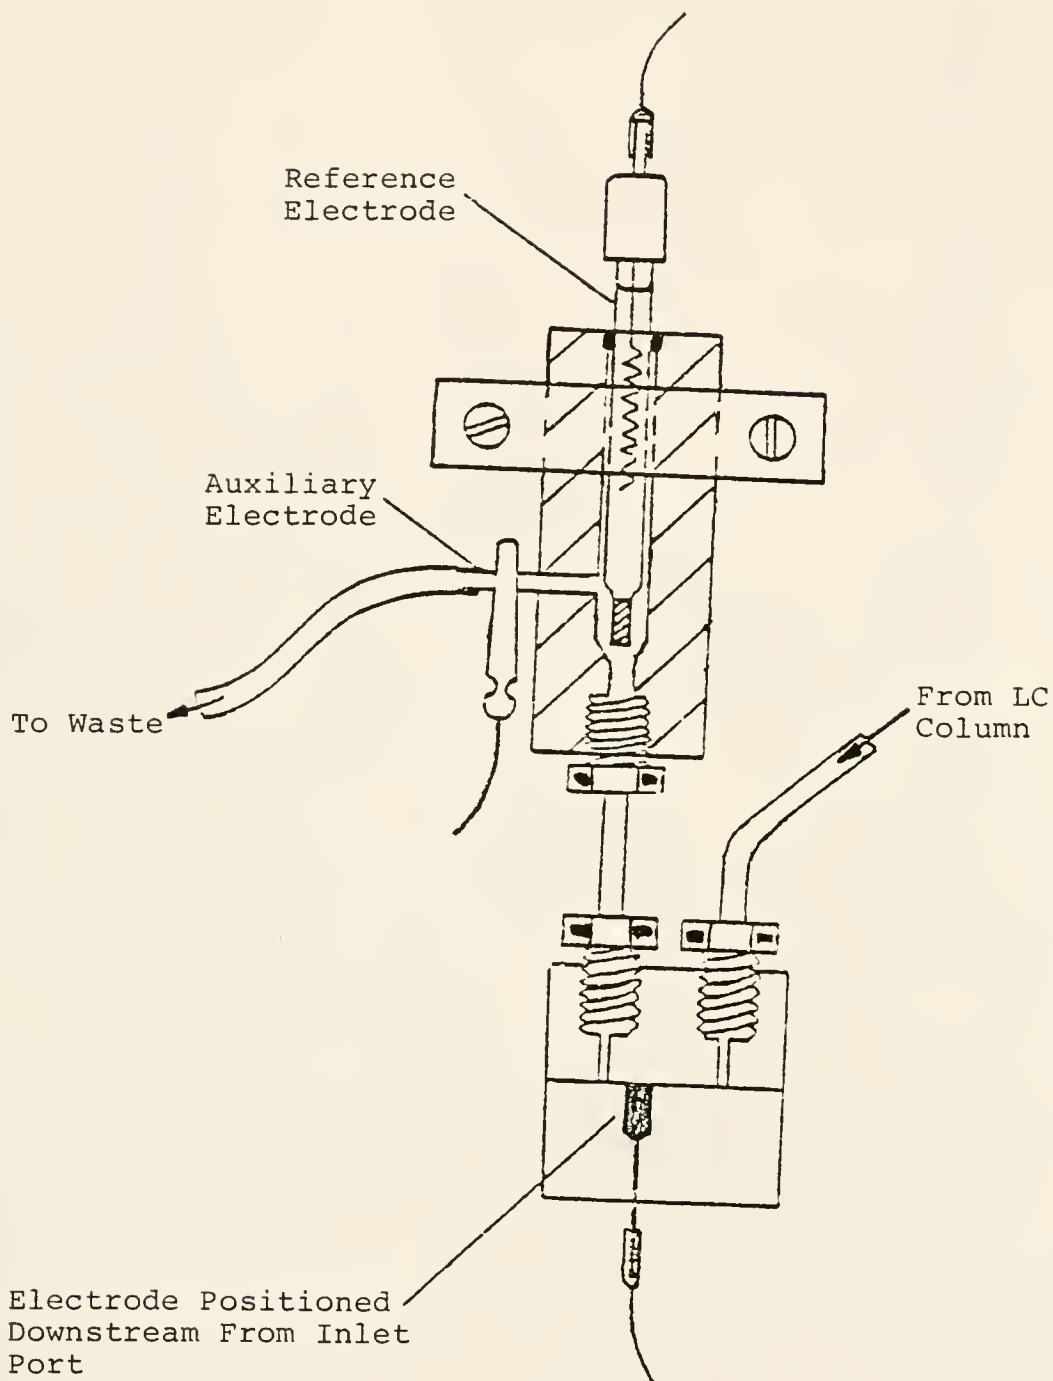 Reference
Electrode
Auxiliary
Electrode
To Waste
From LC
Column
Electrode Positioned
Downstream From Inlet
Port